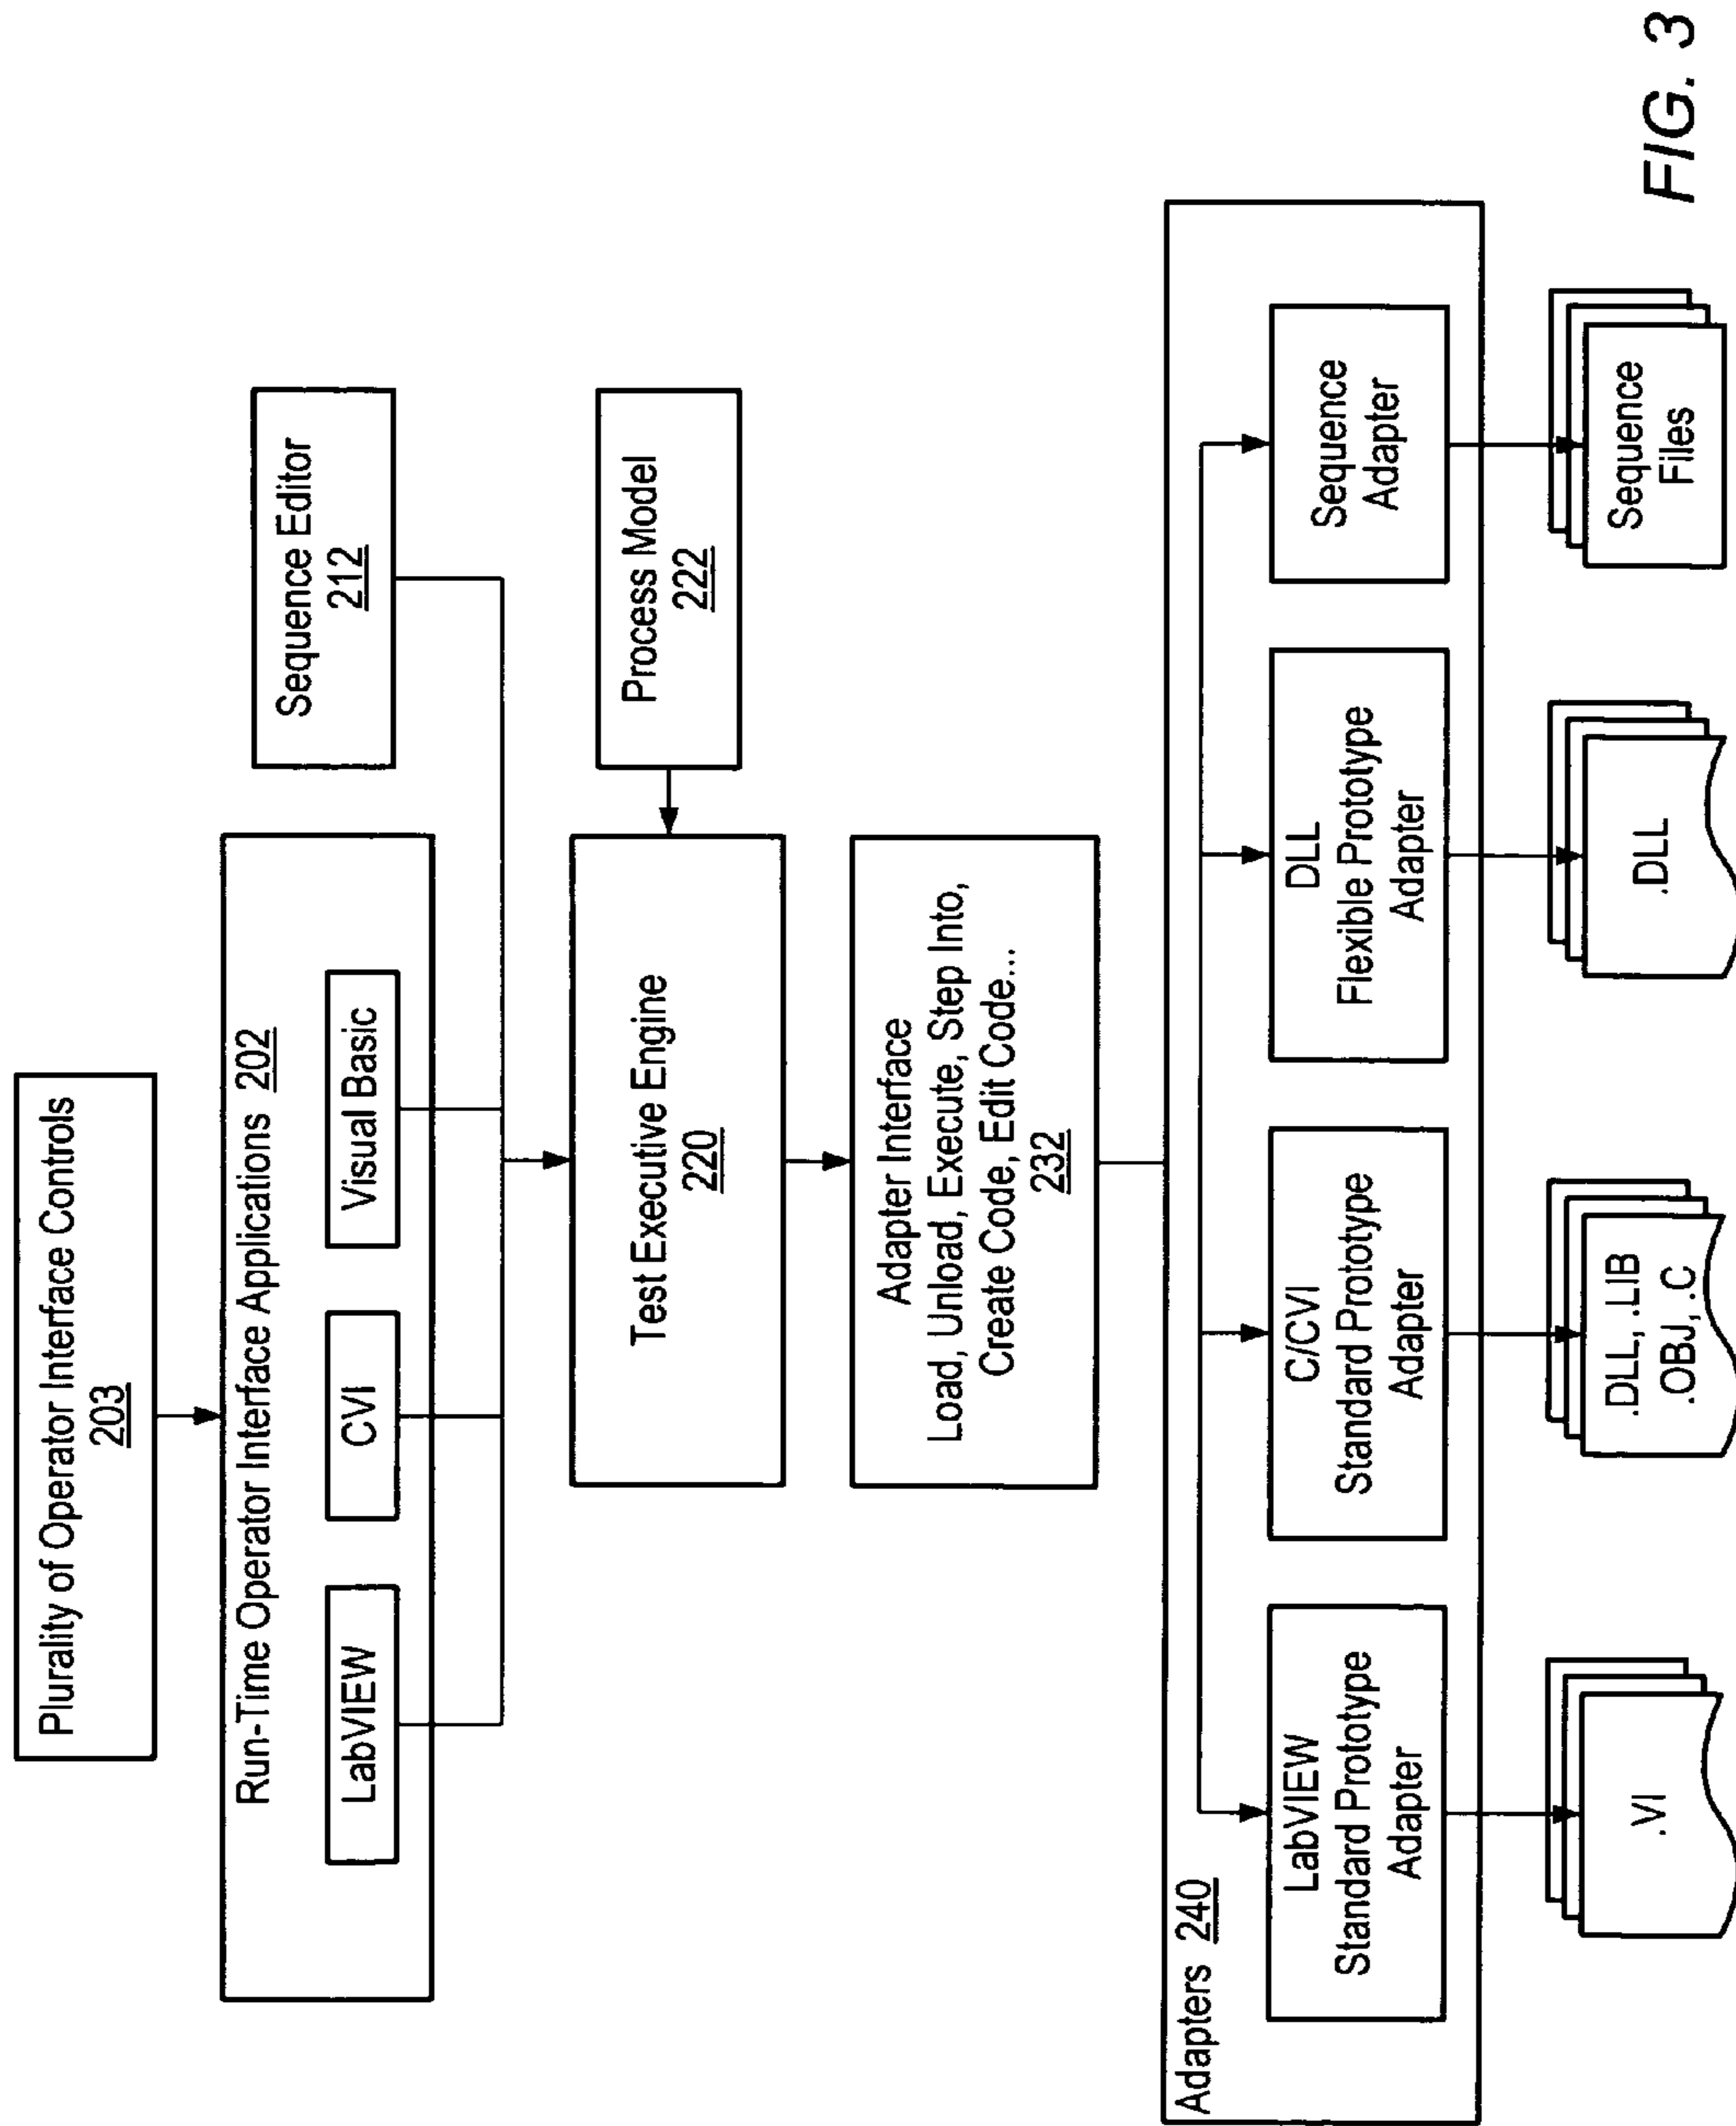 Plurality of Operator Interface Controls
203
Run-Time Operator Interface Applications 202
LabVIEW
CVI
Visual Basic
Sequence Editor
212
Test Executive Engine
220
Process Model
222
Adapter Interface
Load, Unload, Execute, Step Into,
Create Code, Edit Code...
232
Adapters 240
LabVIEW
Standard Prototype
Adapter
C/CVI
Standard Prototype
Adapter
DLL
Flexible Prototype
Adapter
Sequence
Adapter
.VI
.DLL, .LIB
.OBJ, .C
.DLL
Sequence
Files
FIG. 3